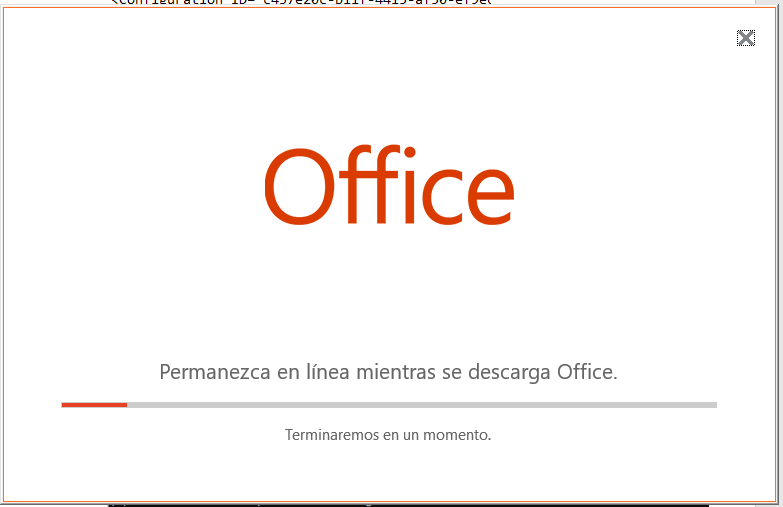 Office
Permanezca en línea mientras se descarga Office.
Terminaremos en un momento.